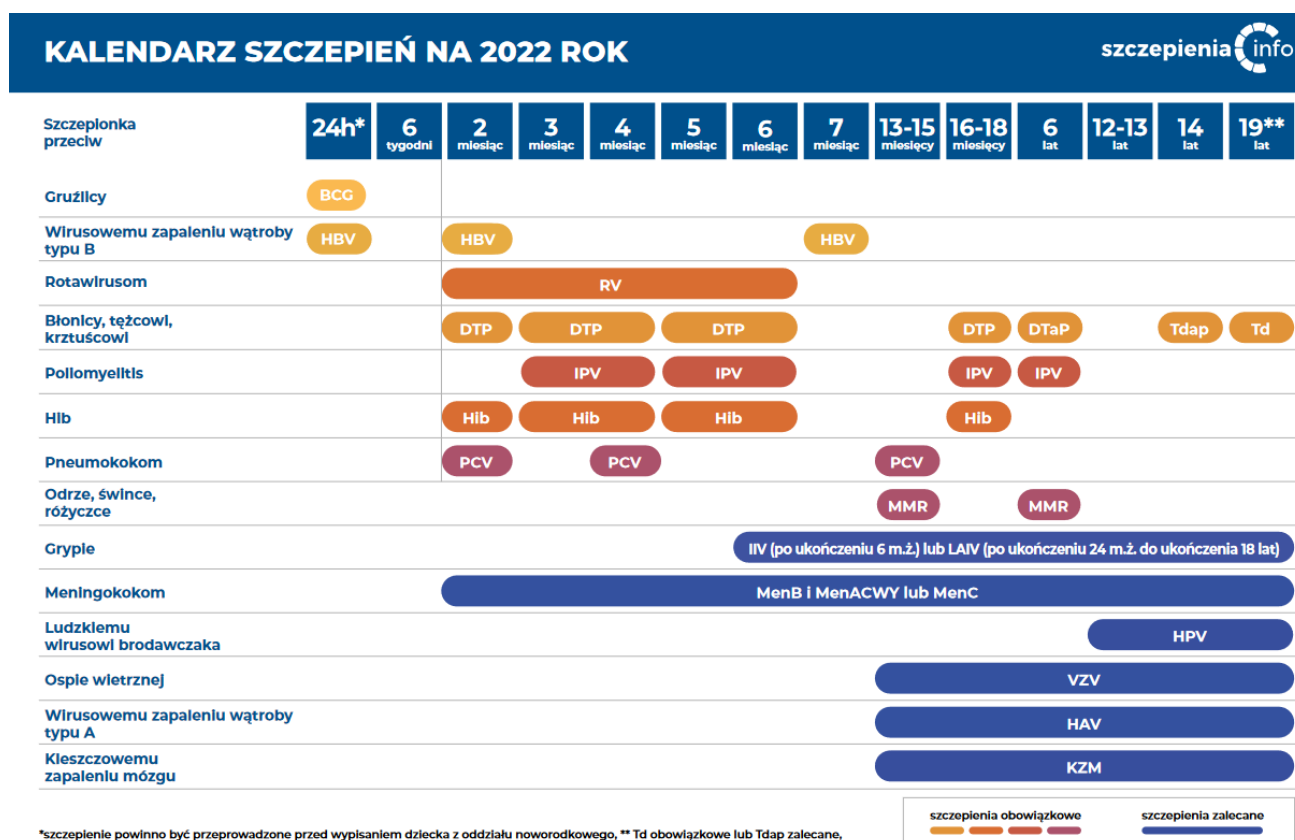 KALENDARZ SZCZEPIEŃ NA 2022 ROK
szczepienia info
Szczepionka
przeciw
24h* 6 2 3 4 5 6 7 13-15 16-18 6 12-13 14 19**
tygodni miesiąc miesiąc miesiąc miesiąc miesiąc miesiąc miesięcy miesięcy lat lat lat lat
Gruźlicy BCG
Wirusowemu zapaleniu wątroby
typu B
HBV HBV HBV
Rotawirusom RV
Błonicy, tężcowi,
krztuścowi
DTP DTP DTP DTP DTaP Tdap Td
Poliomyelitis IPV IPV IPV IPV
Hib Hib Hib Hib Hib
Pneumokokom PCV PCV PCV
Odrze, śwince,
różyczce
MMR MMR
Grypie IIV (po ukończeniu 6 m.ż.) lub LAIV (po ukończeniu 24 m.ż. do ukończenia 18 lat)
Meningokokom MenB i MenACWY lub MenC
Ludzkiemu
wirusowi brodawczaka
HPV
Ospie wietrznej VZV
Wirusowemu zapaleniu wątroby
typu A
HAV
Kleszczowemu
zapaleniu mózgu
KZM
szczepienia obowiązkowe szczepienia zalecane
*szczepienie powinno być przeprowadzone przed wypisaniem dziecka z oddziału noworodkowego, ** Td obowiązkowe lub Tdap zalecane,